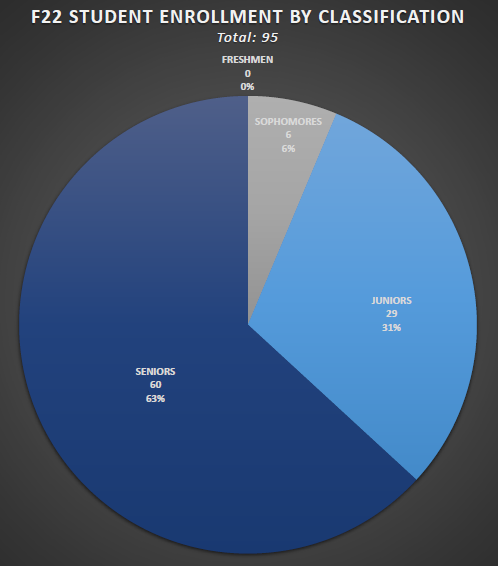 F22 STUDENT ENROLLMENT BY CLASSIFICATION
Total: 95
FRESHMEN
0
0%
SOPHOMORES
6
6%
JUNIORS
29
31%
SENIORS
60
63%